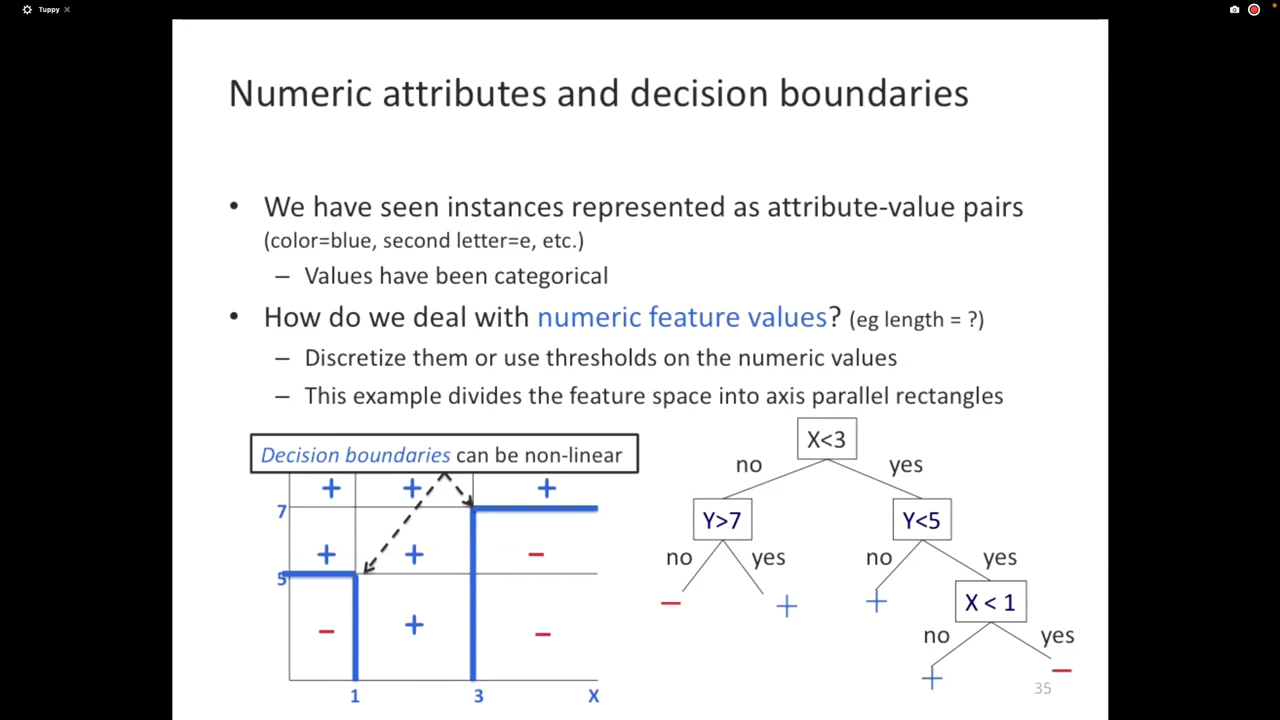 Tuppy ×
Numeric attributes and decision boundaries
• We have seen instances represented as attribute-value pairs
(color=blue, second letter=e, etc.)
– Values have been categorical
• How do we deal with numeric feature values? (eg length = ?)
– Discretize them or use thresholds on the numeric values
– This example divides the feature space into axis parallel rectangles
Decision boundaries can be non-linear
+ + +
7
+ + –
5
– + –
1 3 X
X<3
no yes
Y>7 Y<5
no yes no yes
– + + X < 1
no yes
+ –
35